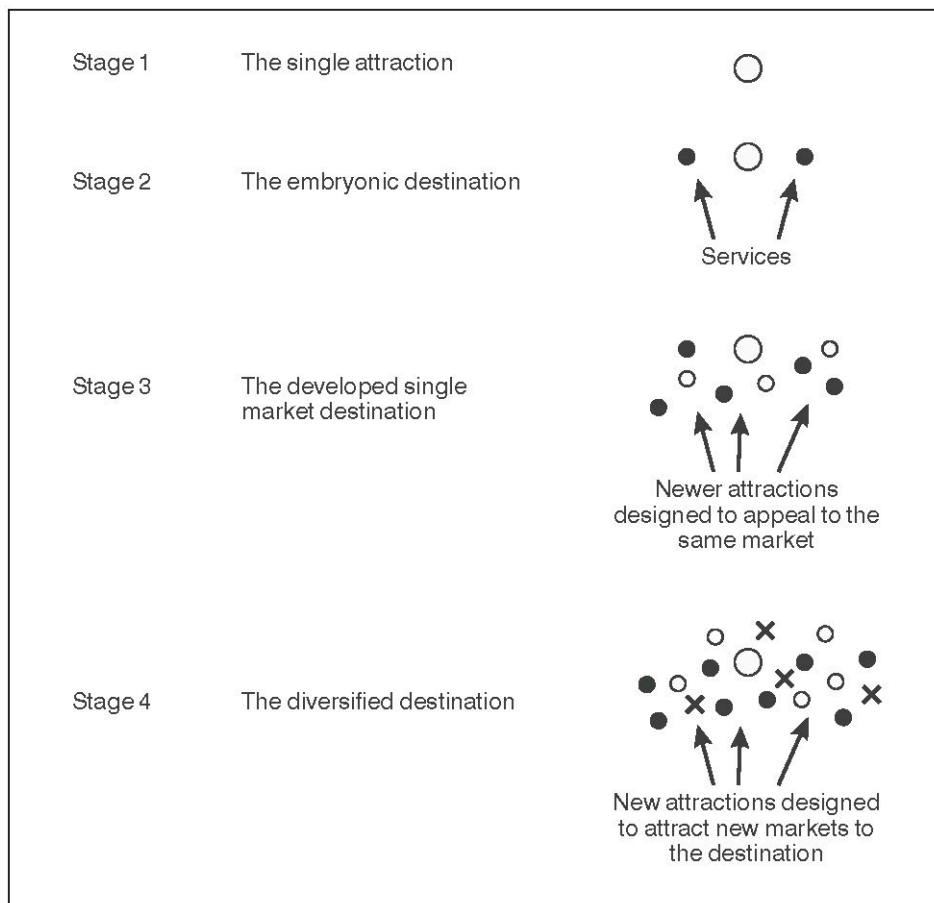 Stage 1 The single attraction
Stage 2 The embryonic destination
Services
Stage 3 The developed single
market destination
Newer attractions
designed to appeal to the
same market
Stage 4 The diversified destination
New attractions designed
to attract new markets to
the destination